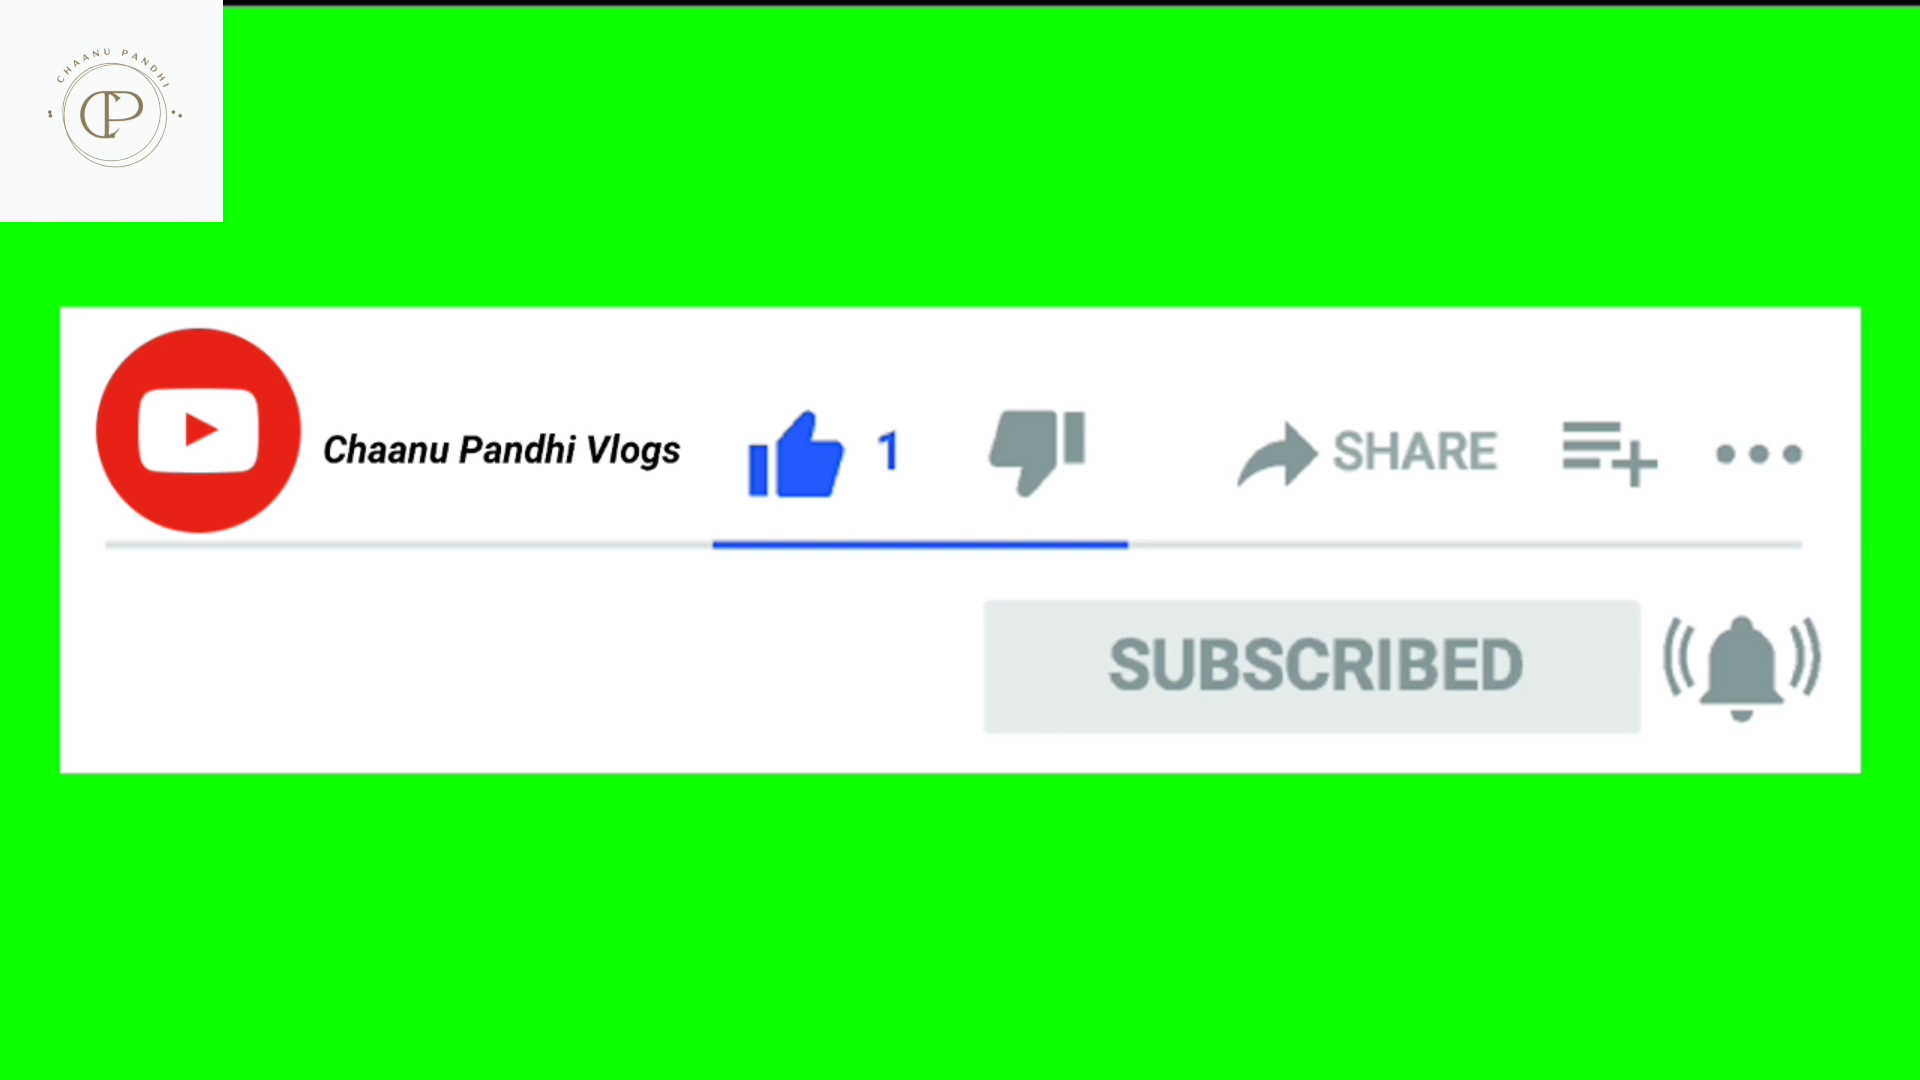 CHAANU PANDHI
CP
Chaanu Pandhi Vlogs
1
SHARE
SUBSCRIBED